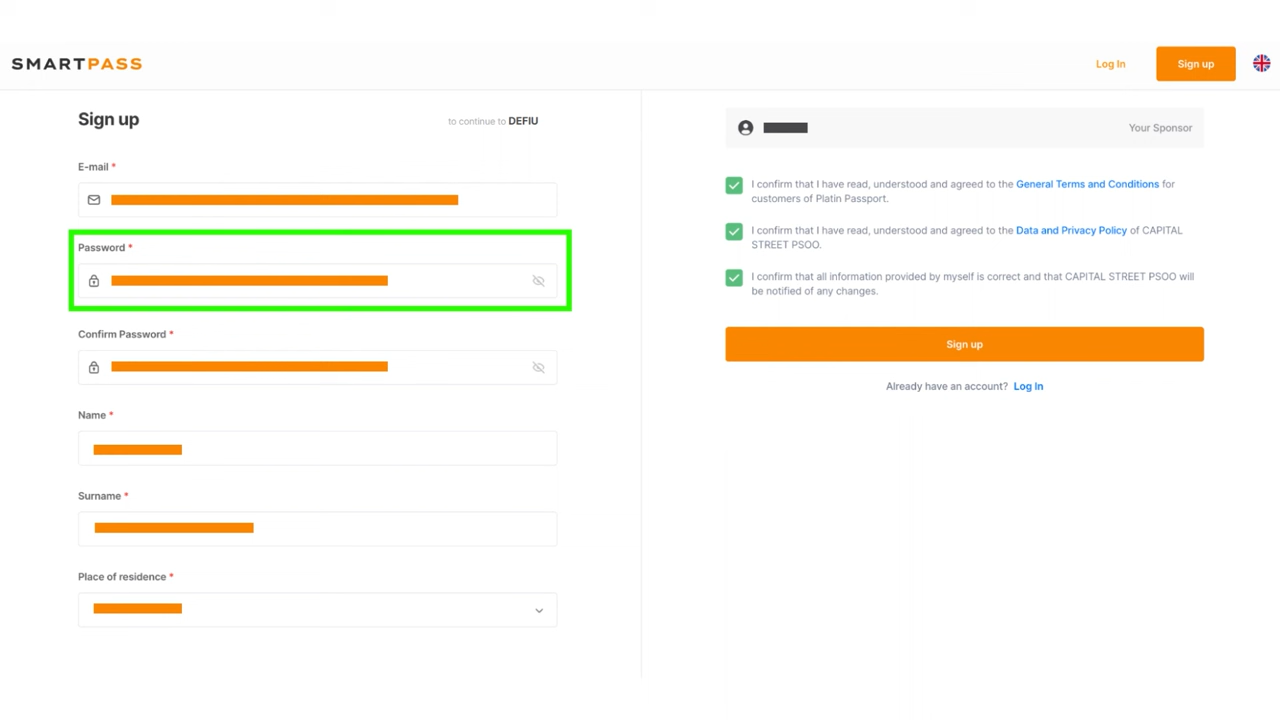 SMARTPASS
Log In
Sign up
Sign up
to continue to DEFIU
E-mail *
Password *
Confirm Password *
Name *
Surname *
Place of residence *
Your Sponsor
I confirm that I have read, understood and agreed to the General Terms and Conditions for
customers of Platin Passport.
I confirm that I have read, understood and agreed to the Data and Privacy Policy of CAPITAL
STREET PSOO.
I confirm that all information provided by myself is correct and that CAPITAL STREET PSOO will
be notified of any changes.
Sign up
Already have an account? Log In